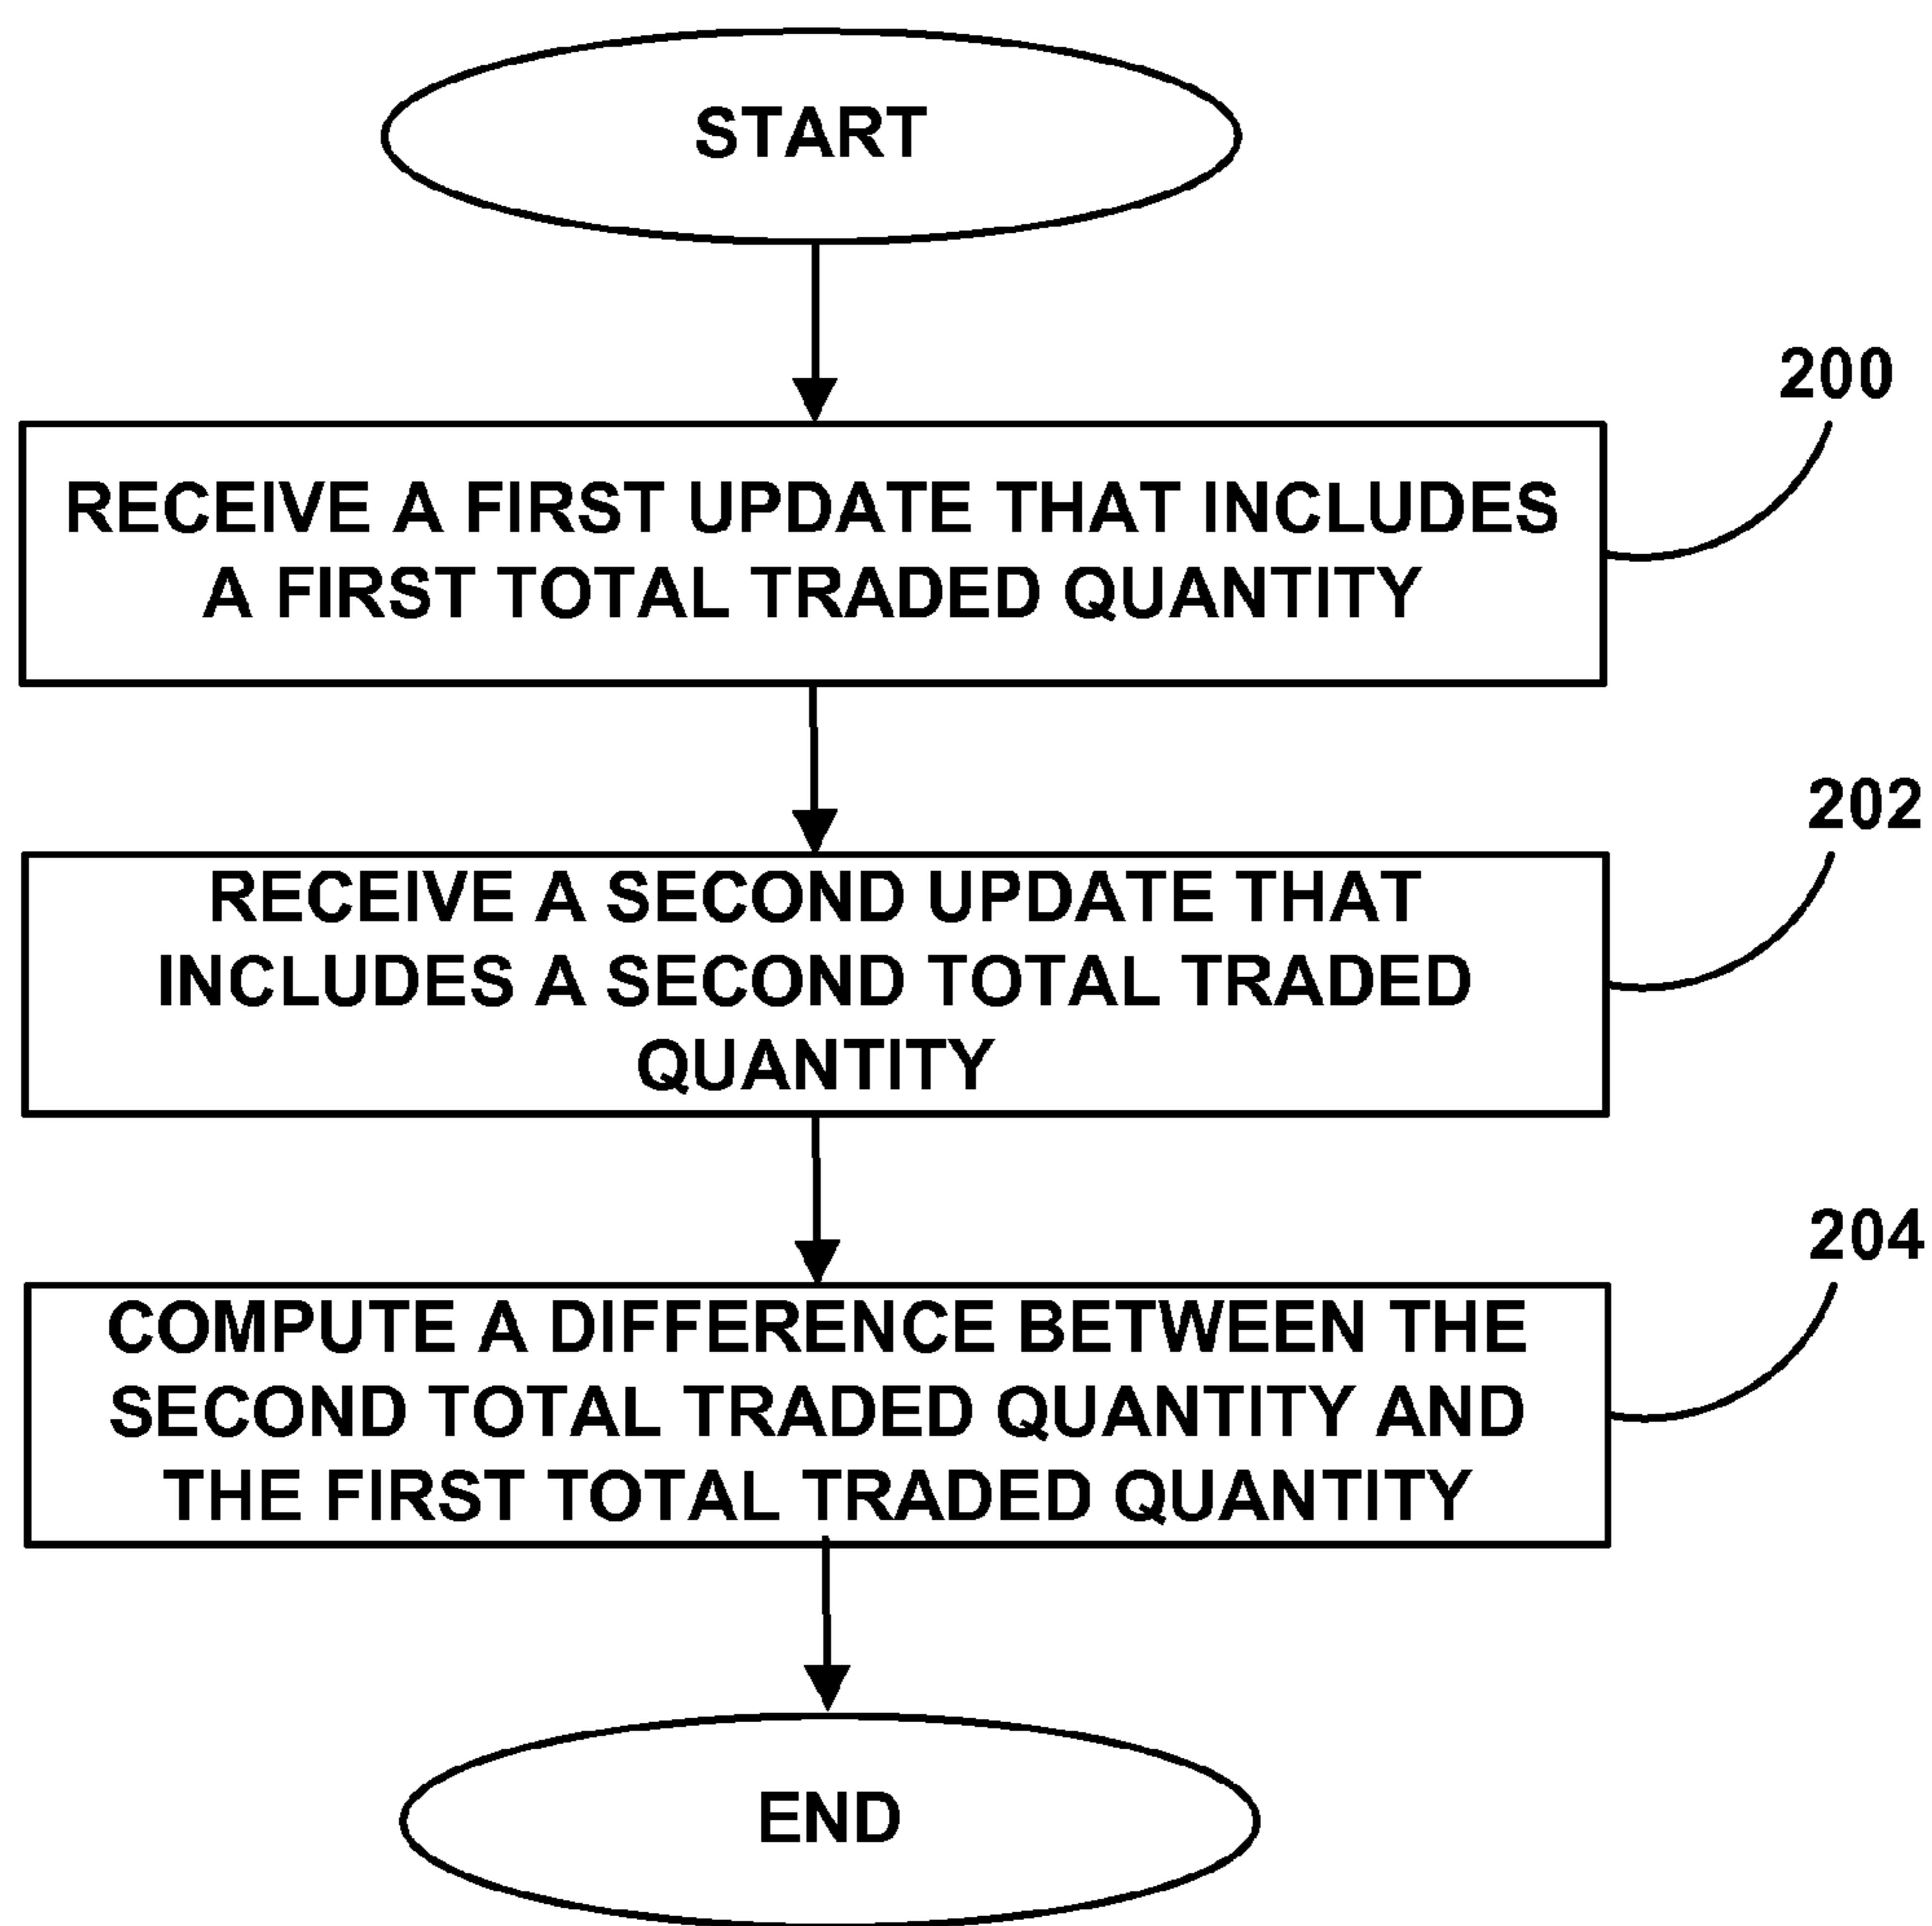 START
200
RECEIVE A FIRST UPDATE THAT INCLUDES
A FIRST TOTAL TRADED QUANTITY
202
RECEIVE A SECOND UPDATE THAT
INCLUDES A SECOND TOTAL TRADED
QUANTITY
204
COMPUTE A DIFFERENCE BETWEEN THE
SECOND TOTAL TRADED QUANTITY AND
THE FIRST TOTAL TRADED QUANTITY
END